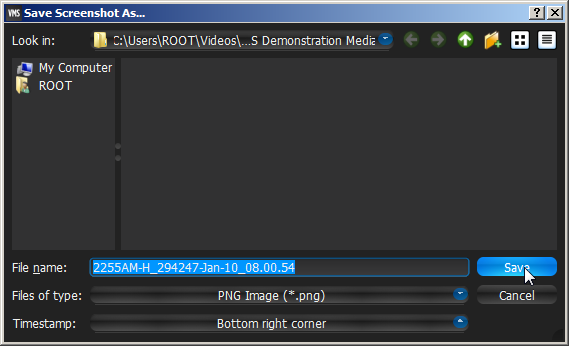 VMS Save Screenshot As... ? X
Look in: C:\Users\ROOT\Videos\...S Demonstration Media
My Computer
ROOT
File name: 2255AM-H_294247-Jan-10_08.00.54 Save
Files of type: PNG Image (*.png) Cancel
Timestamp: Bottom right corner